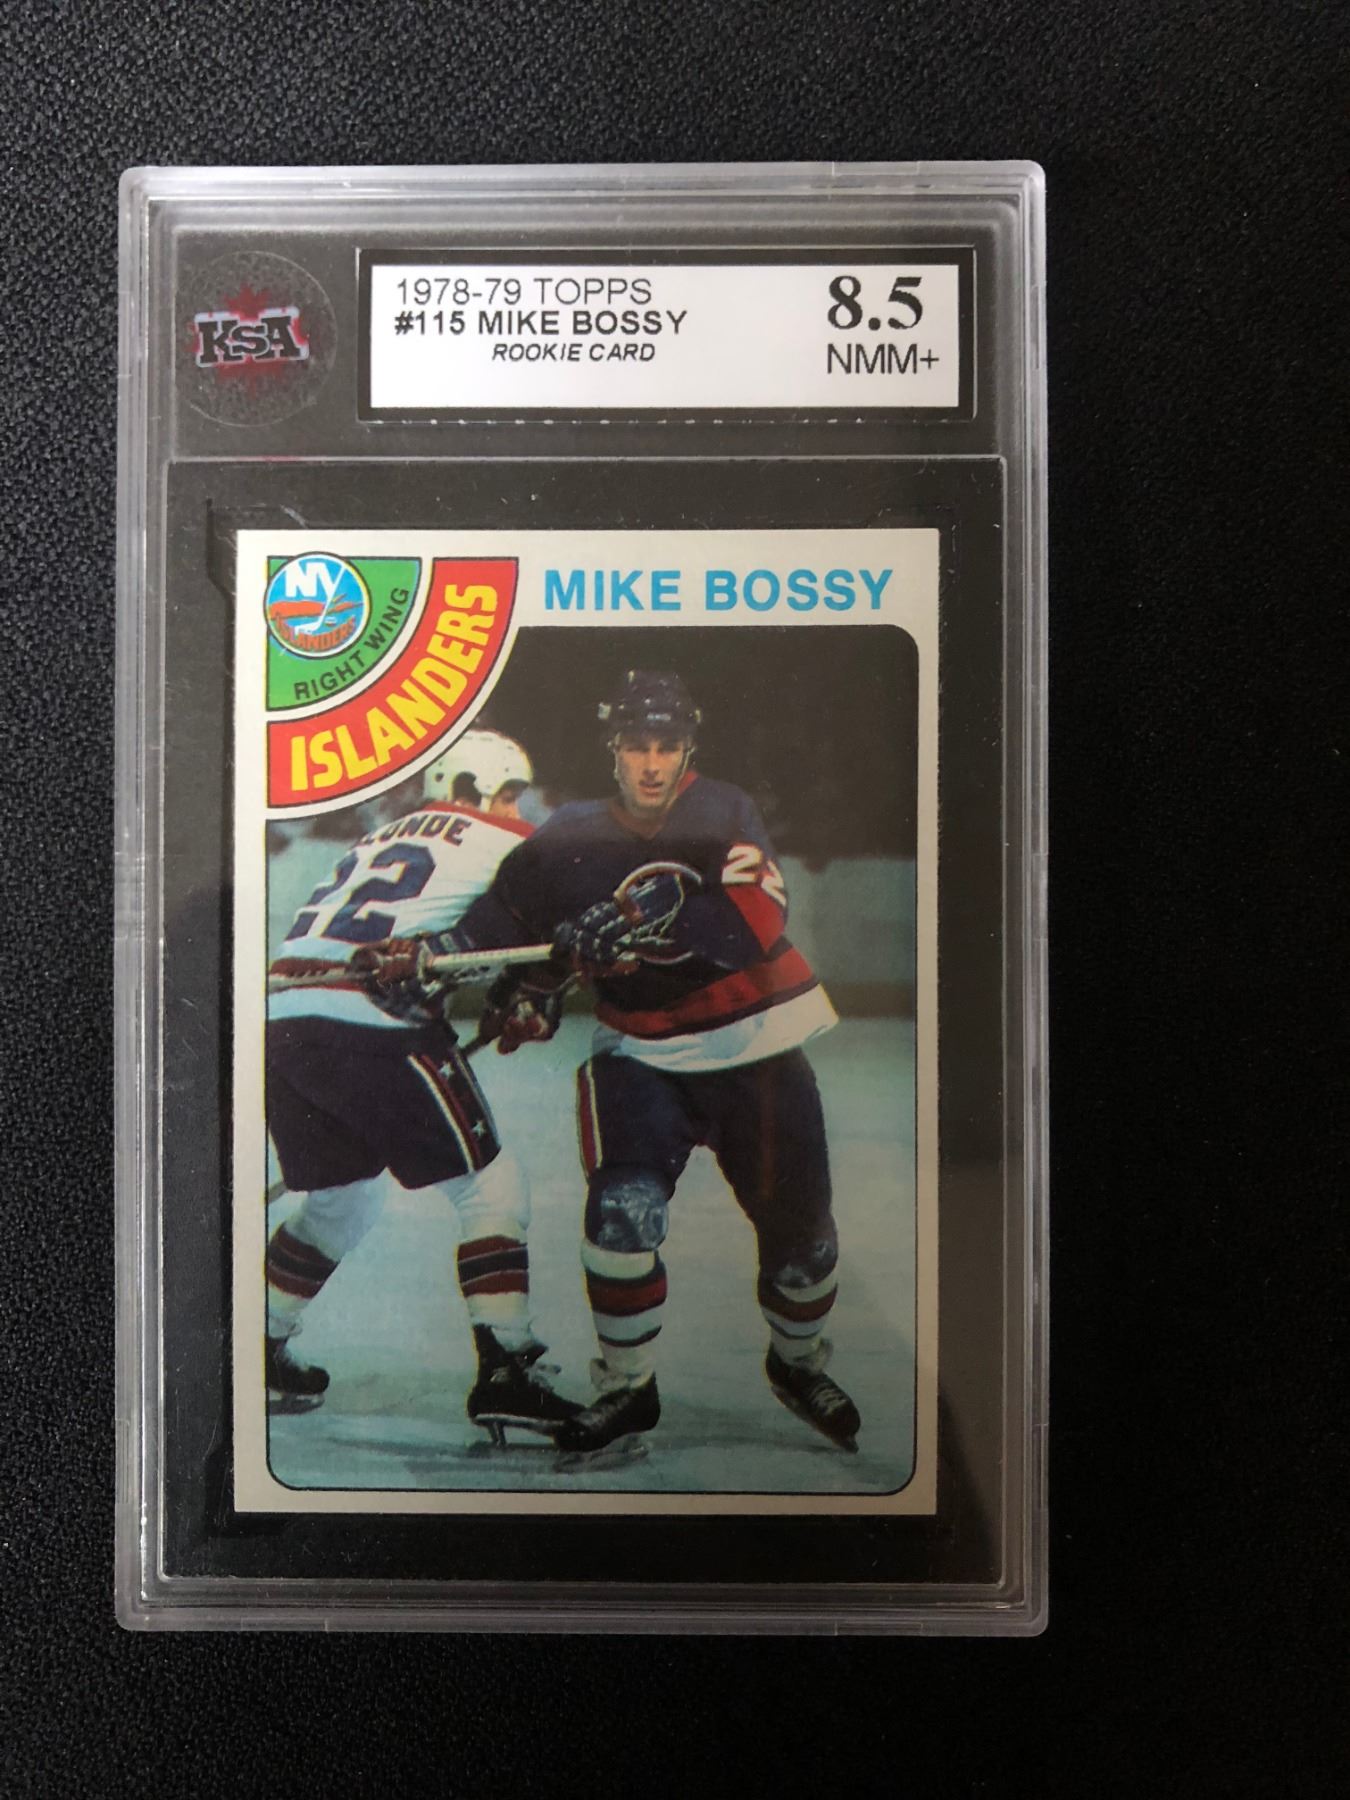 KSA
1978-79 TOPPS
#115 MIKE BOSSY
ROOKIE CARD
8.5
NMM+
NY
ISLANDERS
RIGHT WING
ISLANDERS
MIKE BOSSY
22
22